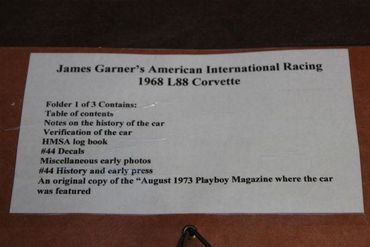 James Garner's American International Racing
1968 L88 Corvette
Folder 1 of 3 Contains:
Table of contents
Notes on the history of the car
Verification of the car
HMSA log book
#44 Decals
Miscellaneous early photos
#44 History and early press
An original copy of the "August 1973 Playboy Magazine where the car
was featured